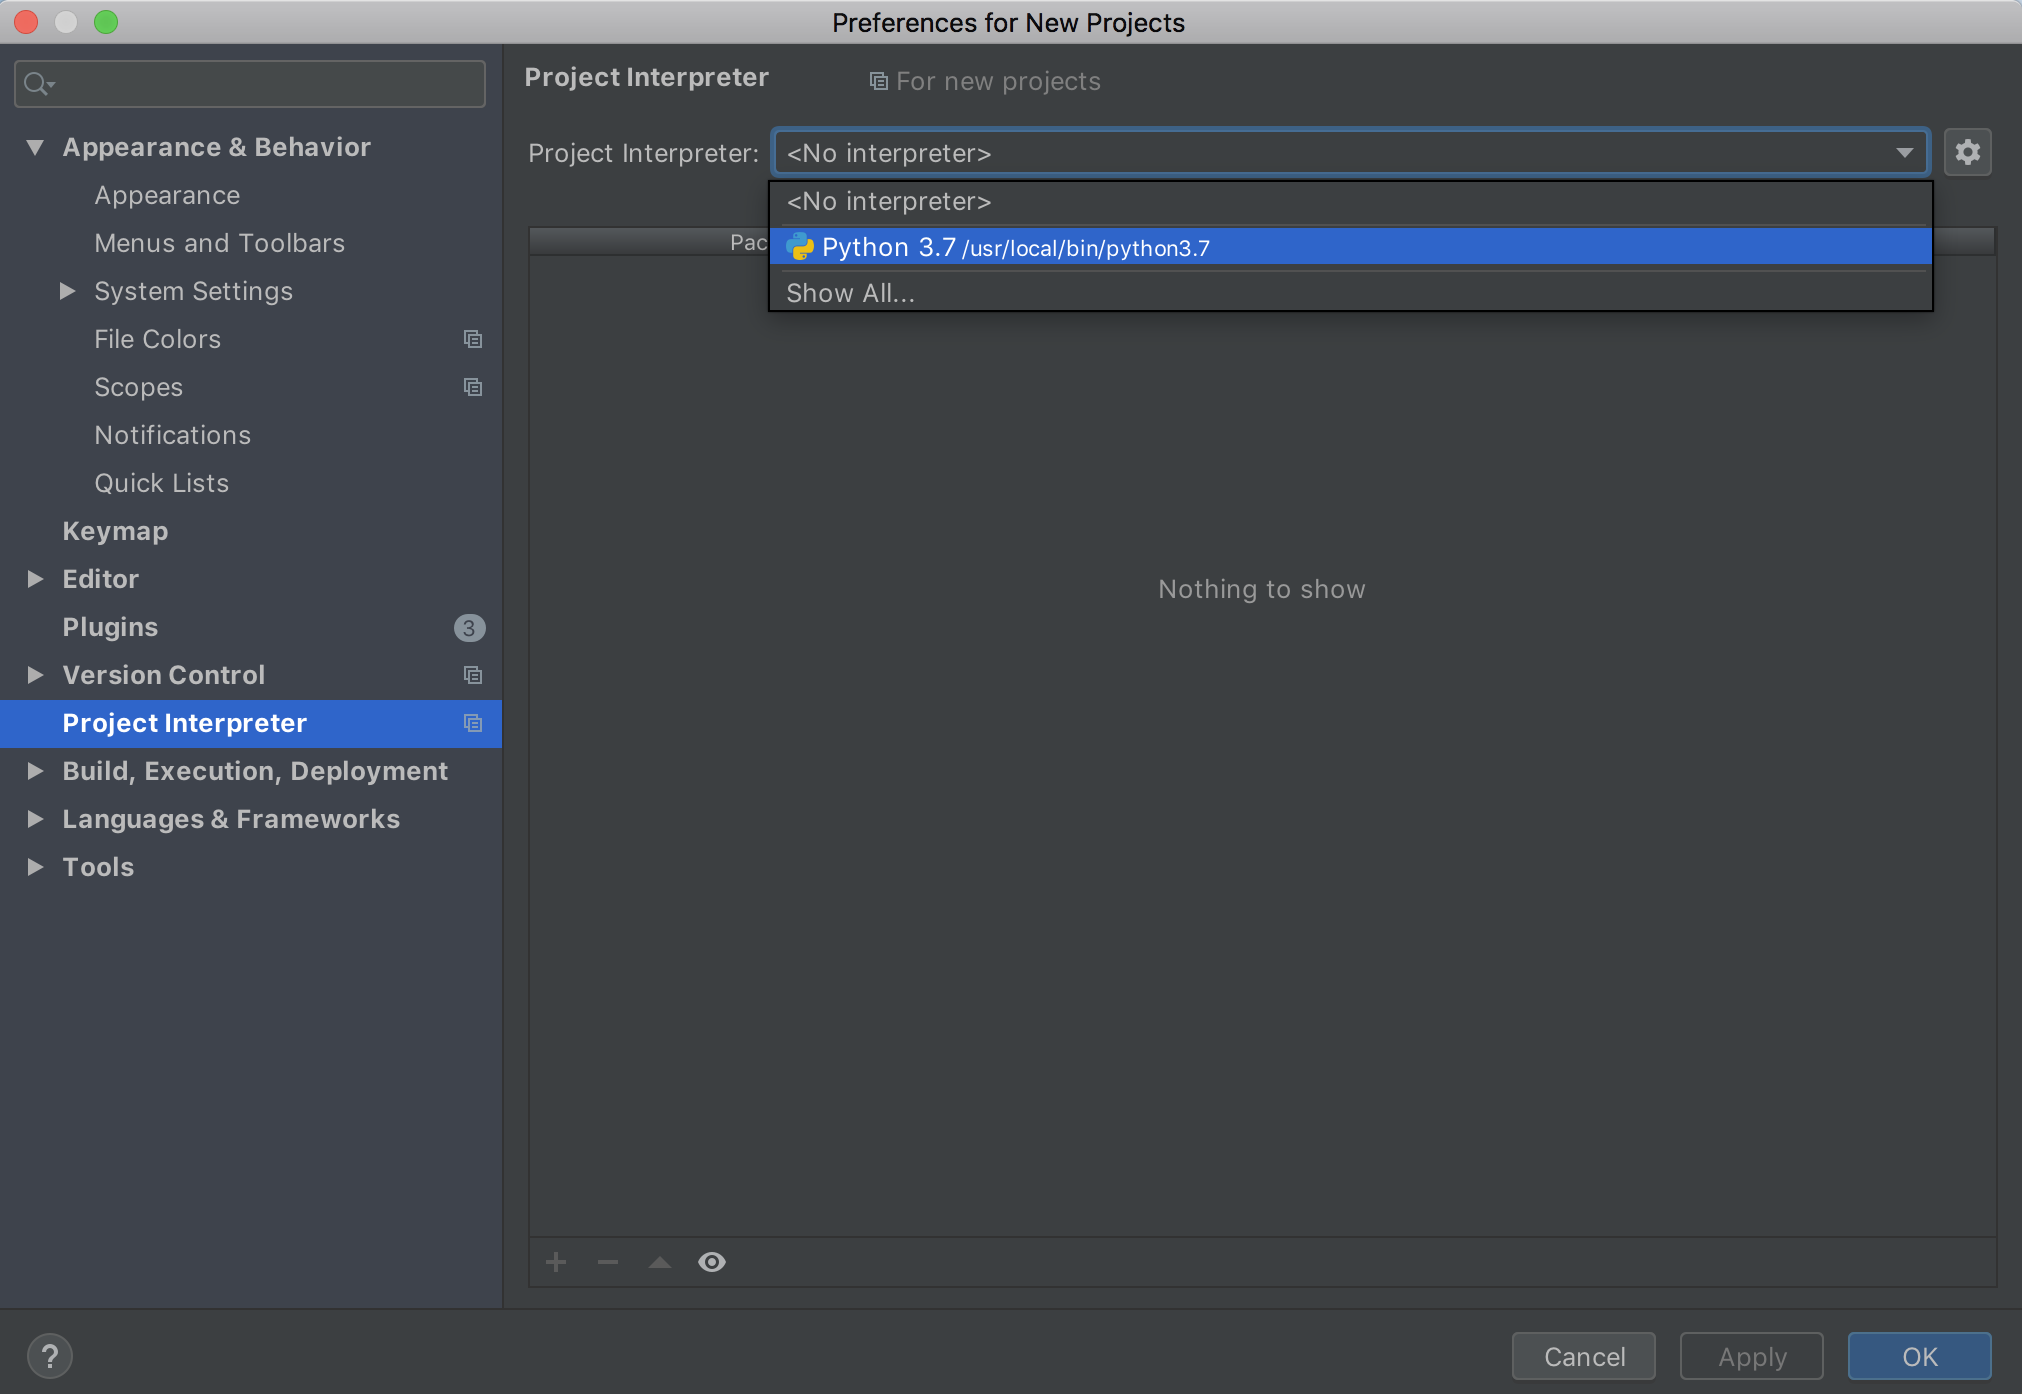 Preferences for New Projects
Project Interpreter
For new projects
Project Interpreter: <No interpreter>
<No interpreter>
Pac
Python 3.7 /usr/local/bin/python3.7
Show All...
Nothing to show
Appearance & Behavior
Appearance
Menus and Toolbars
System Settings
File Colors
Scopes
Notifications
Quick Lists
Keymap
Editor
Plugins 3
Version Control
Project Interpreter
Build, Execution, Deployment
Languages & Frameworks
Tools
?
Cancel
Apply
OK